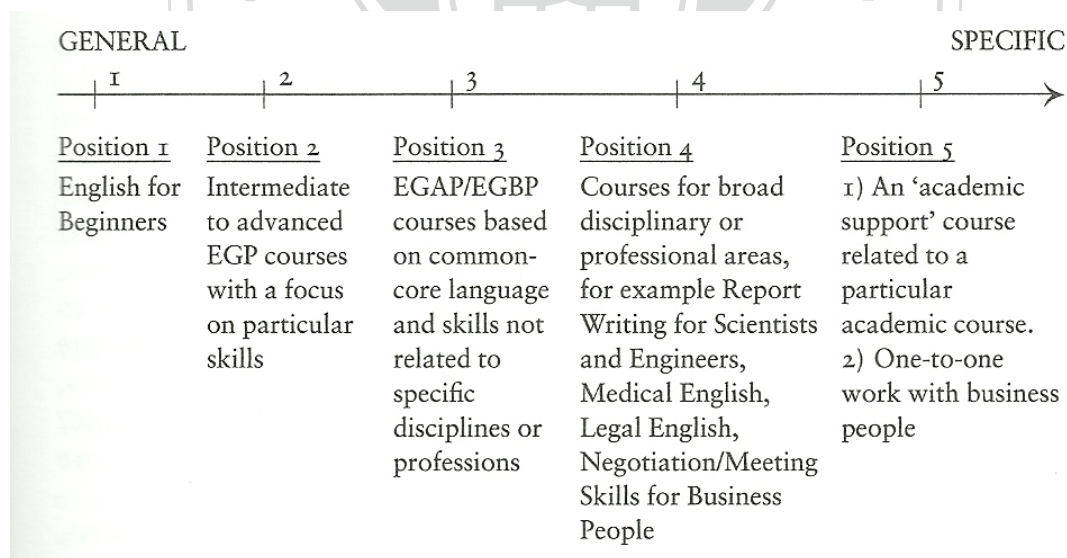 GENERAL SPECIFIC
1 2 3 4 5
Position 1
English for
Beginners
Position 2
Intermediate
to advanced
EGP courses
with a focus
on particular
skills
Position 3
EGAP/EGBP
courses based
on common-
core language
and skills not
related to
specific
disciplines or
professions
Position 4
Courses for broad
disciplinary or
professional areas,
for example Report
Writing for Scientists
and Engineers,
Medical English,
Legal English,
Negotiation/Meeting
Skills for Business
People
Position 5
1) An ‘academic
support’ course
related to a
particular
academic course.
2) One-to-one
work with business
people